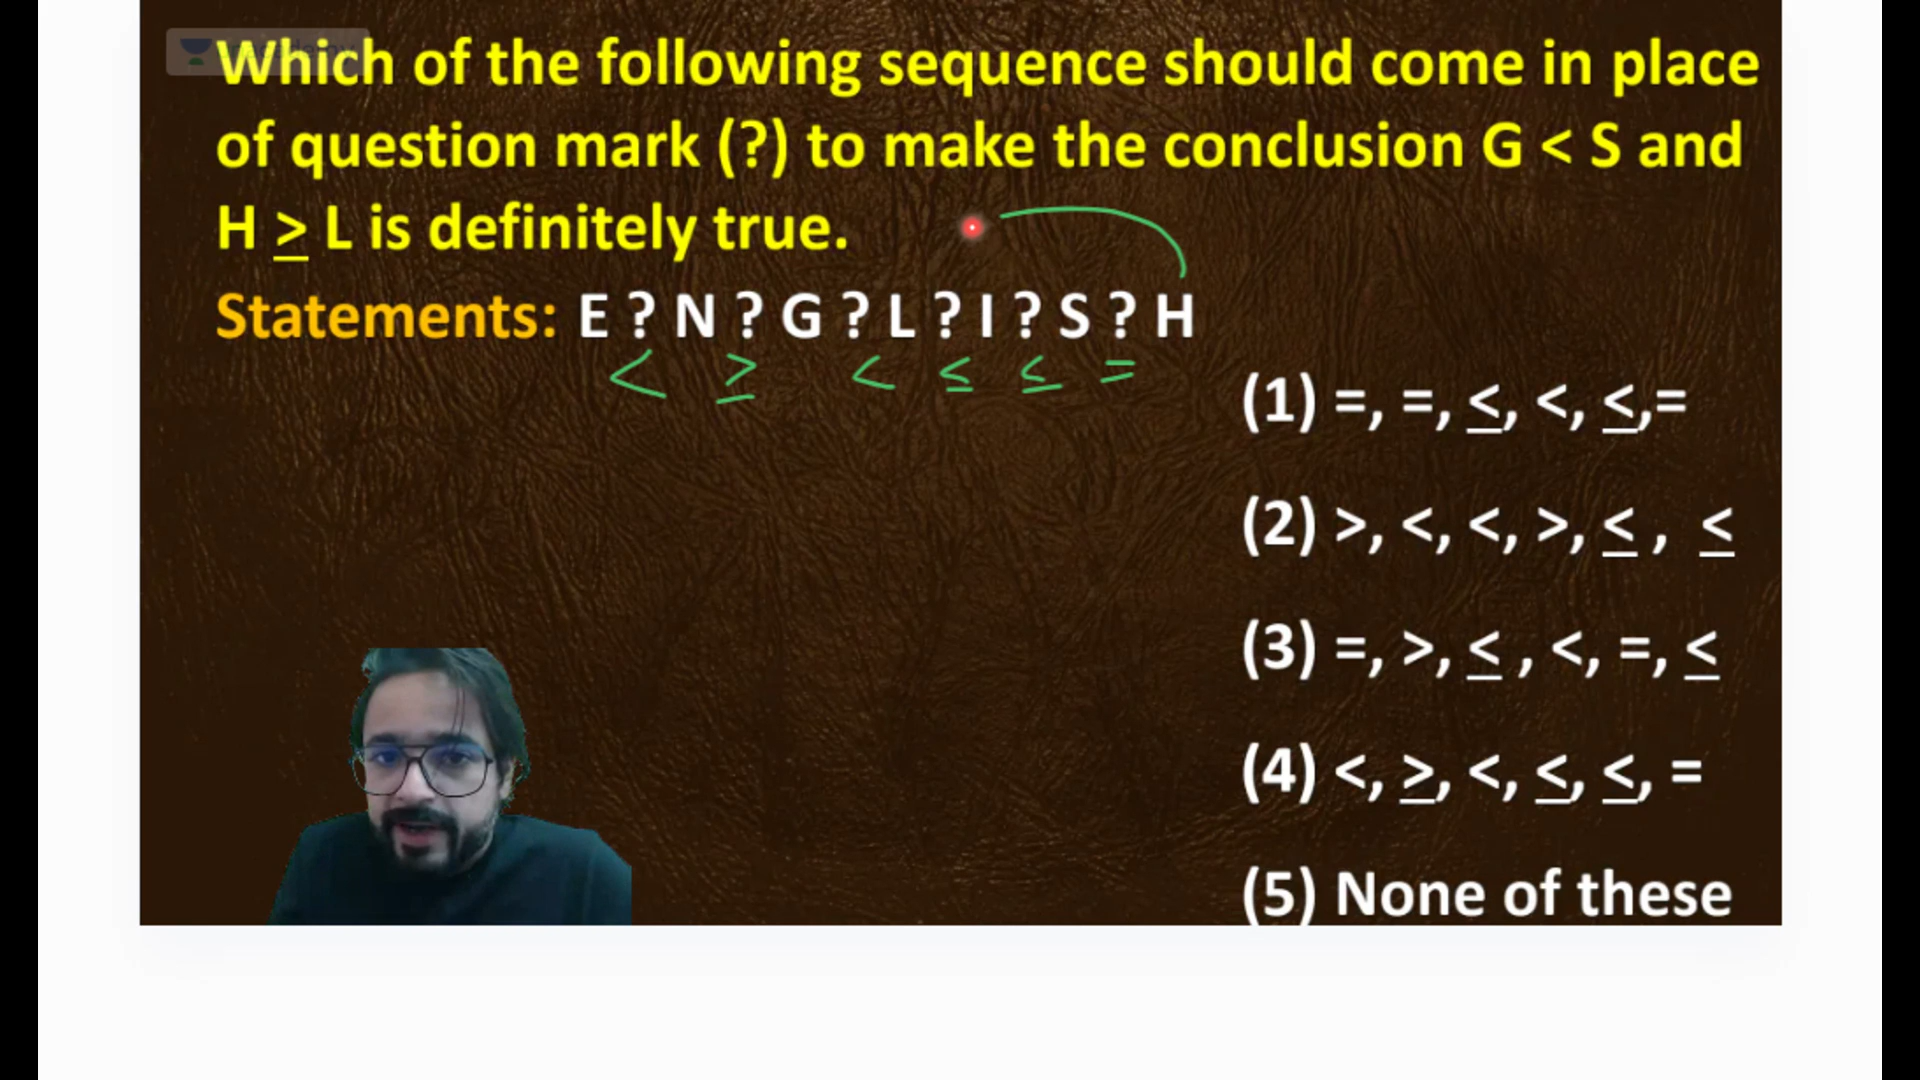 Which of the following sequence should come in place
of question mark (?) to make the conclusion G < S and
H ≥ L is definitely true.
Statements: E ? N ? G ? L ? I ? S ? H
< ≥ < ≤ ≤ =
(1) =, =, ≤, <, ≤,=
(2) >, <, <, >, ≤ , ≤
(3) =, >, ≤ , <, =, ≤
(4) <, ≥, <, ≤, ≤, =
(5) None of these